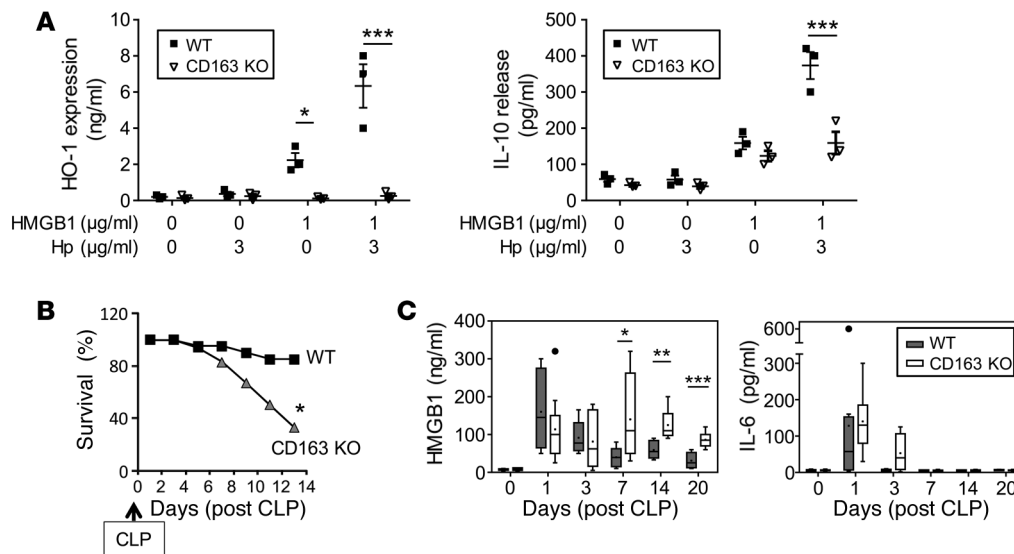 A
WT
CD163 KO
***
*
HO-1 expression
(ng/ml)
8
6
4
2
0
HMGB1 (μg/ml) 0 0 1 1
Hp (μg/ml) 0 3 0 3
WT
CD163 KO
***
IL-10 release
(pg/ml)
500
400
300
200
100
0
HMGB1 (μg/ml) 0 0 1 1
Hp (μg/ml) 0 3 0 3
B
Survival (%)
120
80
40
0
WT
*
CD163 KO
0 2 4 6 8 10 12 14
Days (post CLP)
CLP
C
HMGB1 (ng/ml)
400
300
200
100
0
* ** ***
0 1 3 7 14 20
Days (post CLP)
IL-6 (pg/ml)
600
400
300
200
100
0
WT
CD163 KO
0 1 3 7 14 20
Days (post CLP)